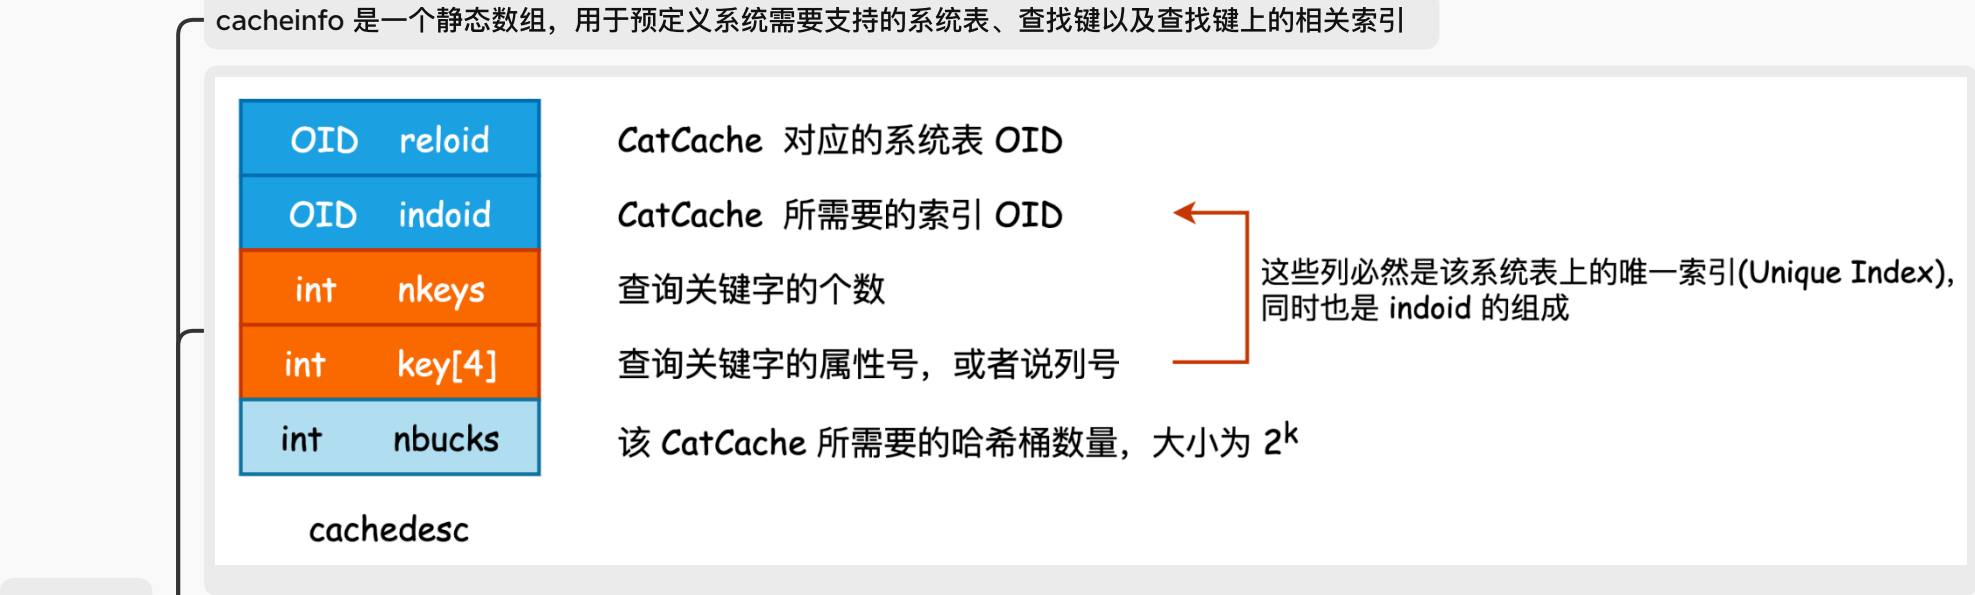 cacheinfo 是一个静态数组，用于预定义系统需要支持的系统表、查找键以及查找键上的相关索引
OID reloid CatCache 对应的系统表 OID
OID indoid CatCache 所需要的索引 OID
int nkeys 查询关键字的个数
这些列必然是该系统表上的唯一索引(Unique Index),
同时也是 indoid 的组成
int key[4] 查询关键字的属性号，或者说列号
int nbucks 该 CatCache 所需要的哈希桶数量，大小为 2^k
cachedesc